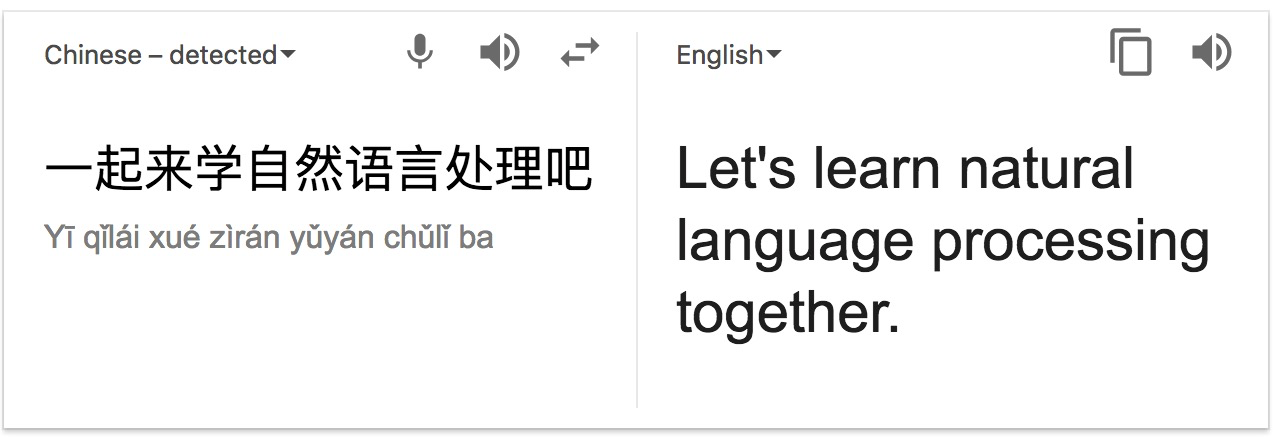 Chinese – detected
English
一起来学自然语言处理吧
Yī qǐlái xué zìrán yǔyán chǔlǐ ba
Let's learn natural
language processing
together.